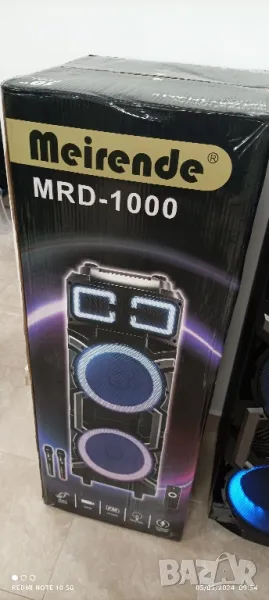 Meirende®
MRD-1000
REDMI NOTE 10 5G
05/05/2024 09:54
BAZAR